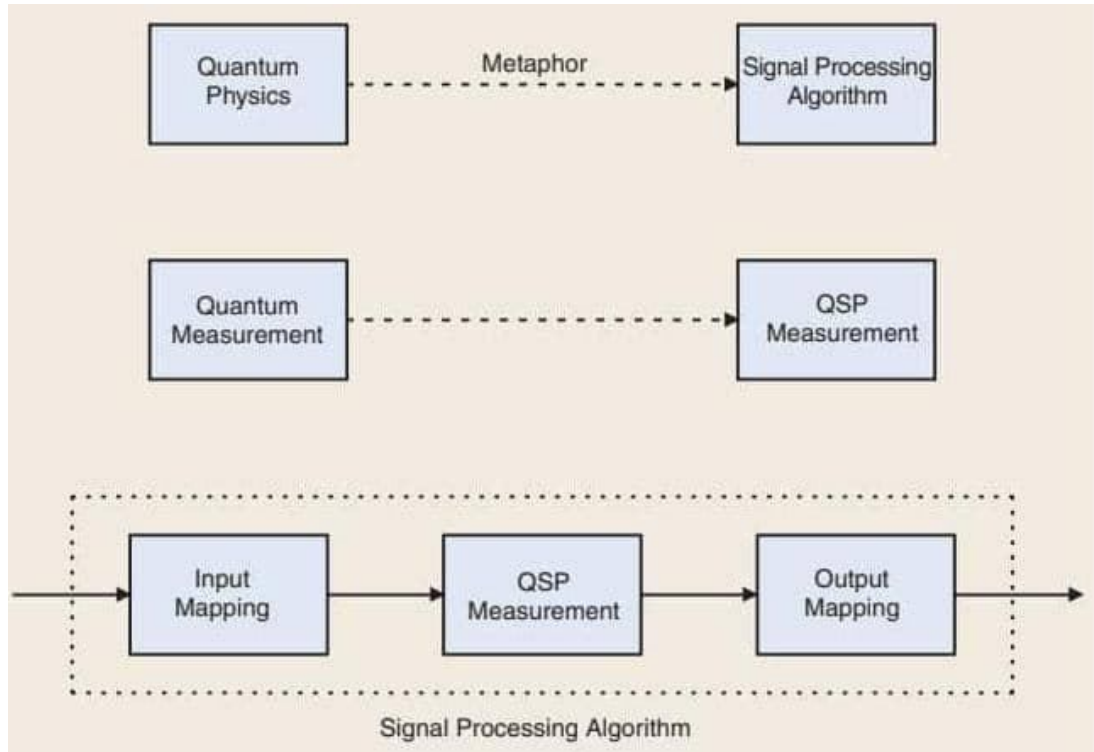 Quantum
Physics
Metaphor
Signal Processing
Algorithm
Quantum
Measurement
QSP
Measurement
Input
Mapping
QSP
Measurement
Output
Mapping
Signal Processing Algorithm